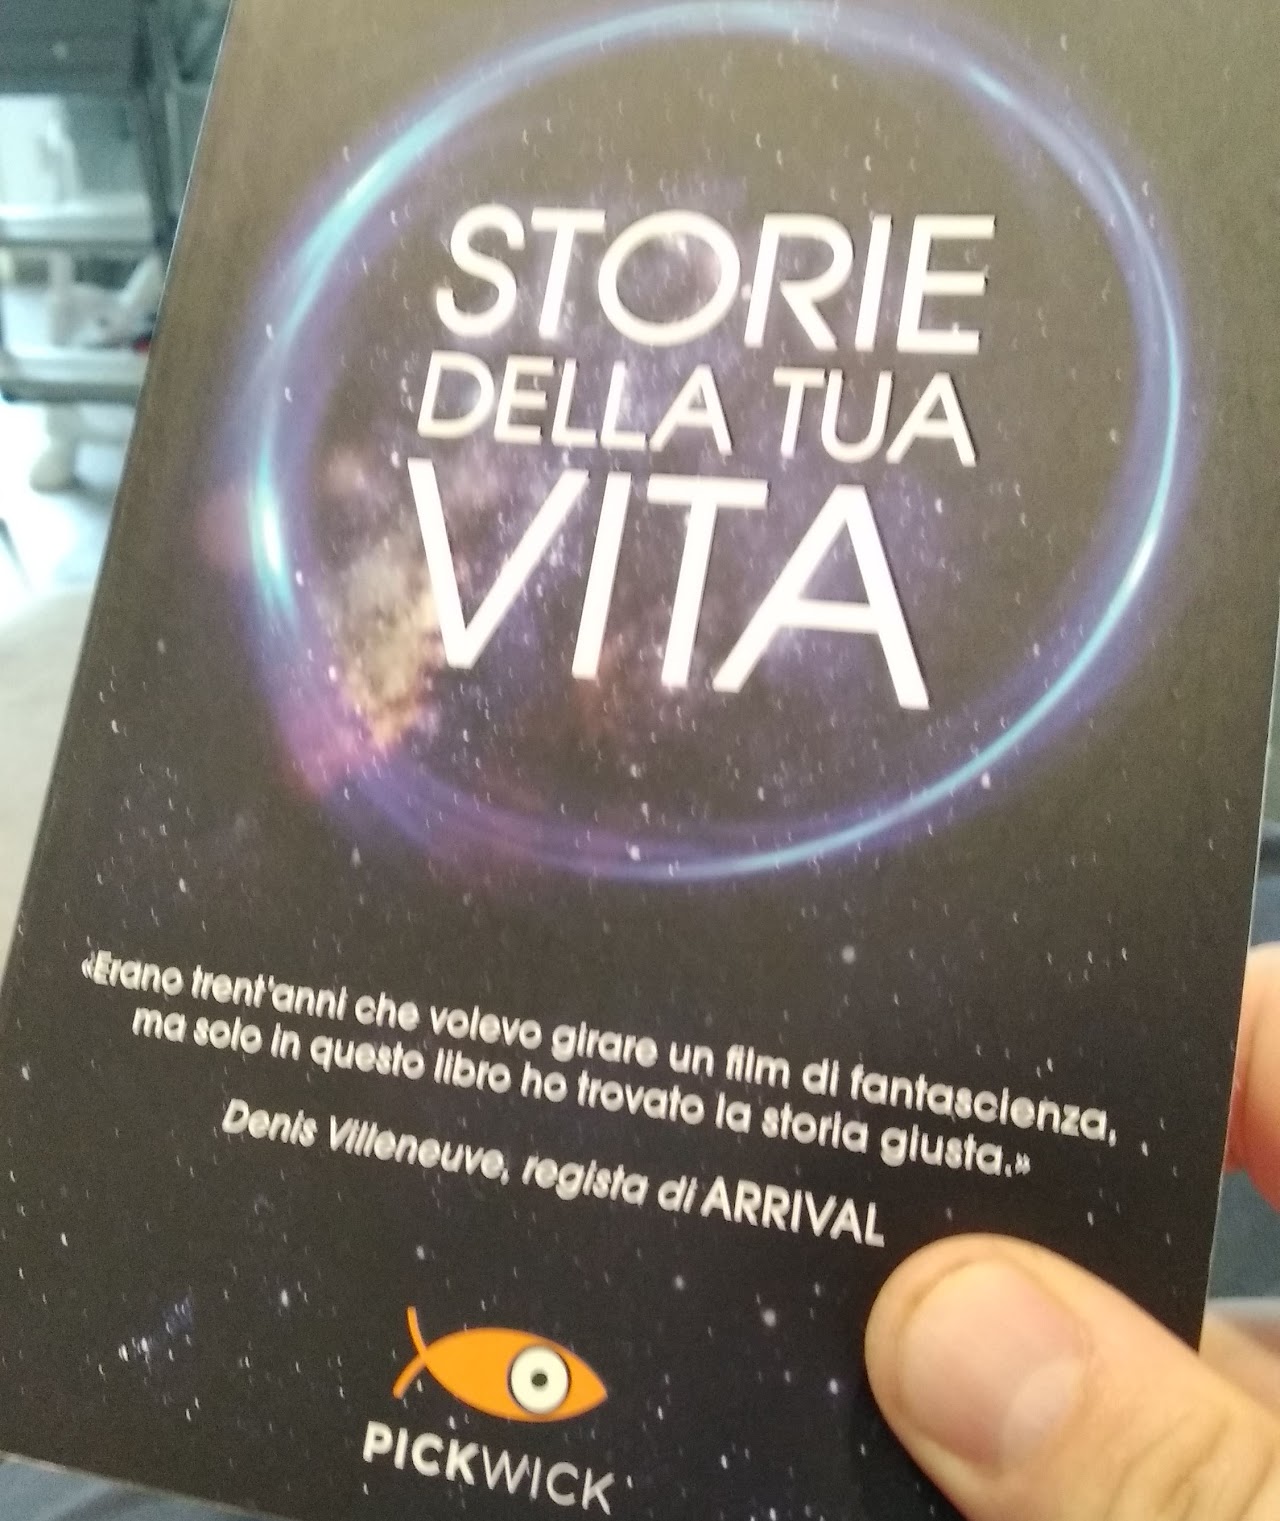 STORIE
DELLA TUA
VITA
«Erano trent'anni che volevo girare un film di fantascienza,
ma solo in questo libro ho trovato la storia giusta.»
Denis Villeneuve, regista di ARRIVAL
PICKWICK